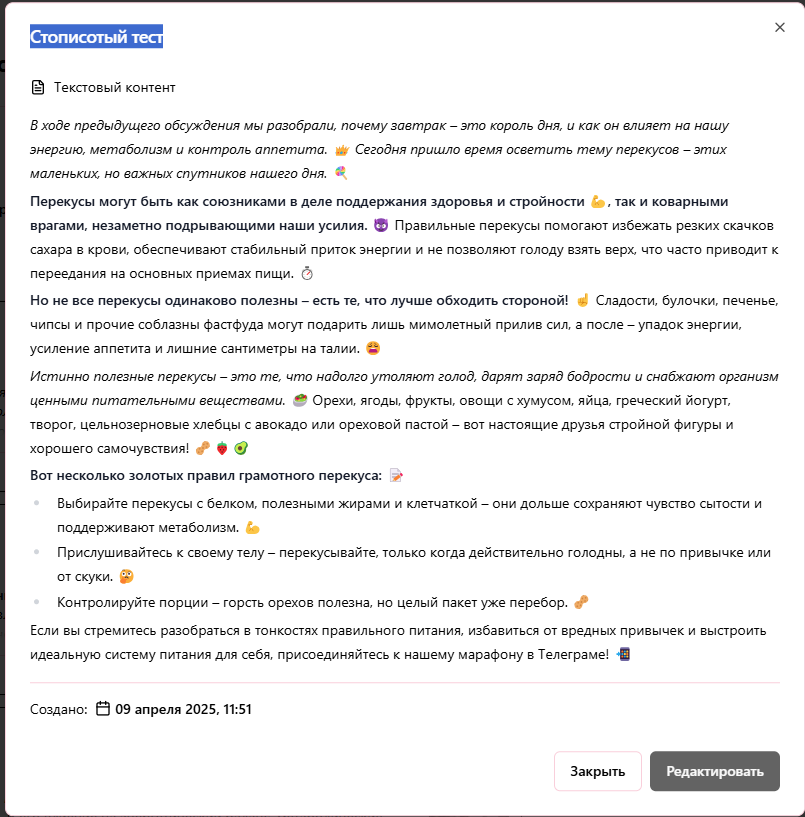 Стописотый тест
Текстовый контент
В ходе предыдущего обсуждения мы разобрали, почему завтрак – это король дня, и как он влияет на нашу
энергию, метаболизм и контроль аппетита. 👑 Сегодня пришло время осветить тему перекусов – этих
маленьких, но важных спутников нашего дня. 🍭
Перекусы могут быть как союзниками в деле поддержания здоровья и стройности 💪, так и коварными
врагами, незаметно подрывающими наши усилия. 😈 Правильные перекусы помогают избежать резких скачков
сахара в крови, обеспечивают стабильный приток энергии и не позволяют голоду взять верх, что часто приводит к
перееданию на основных приемах пищи. ⏱
Но не все перекусы одинаково полезны – есть те, что лучше обходить стороной! ☝ Сладости, булочки, печенье,
чипсы и прочие соблазны фастфуда могут подарить лишь мимолетный прилив сил, а после – упадок энергии,
усиление аппетита и лишние сантиметры на талии. 😫
Истинно полезные перекусы – это те, что надолго утоляют голод, дарят заряд бодрости и снабжают организм
ценными питательными веществами. 🥗 Орехи, ягоды, фрукты, овощи с хумусом, яйца, греческий йогурт,
творог, цельнозерновые хлебцы с авокадо или ореховой пастой – вот настоящие друзья стройной фигуры и
хорошего самочувствия! 🥜 🍓 🥑
Вот несколько золотых правил грамотного перекуса: 📝
Выбирайте перекусы с белком, полезными жирами и клетчаткой – они дольше сохраняют чувство сытости и
поддерживают метаболизм. 💪
Прислушивайтесь к своему телу – перекусывайте, только когда действительно голодны, а не по привычке или
от скуки. 🤔
Контролируйте порции – горсть орехов полезна, но целый пакет уже перебор. 🥜
Если вы стремитесь разобраться в тонкостях правильного питания, избавиться от вредных привычек и выстроить
идеальную систему питания для себя, присоединяйтесь к нашему марафону в Телеграме! 📲
Создано: 09 апреля 2025, 11:51
Закрыть
Редактировать